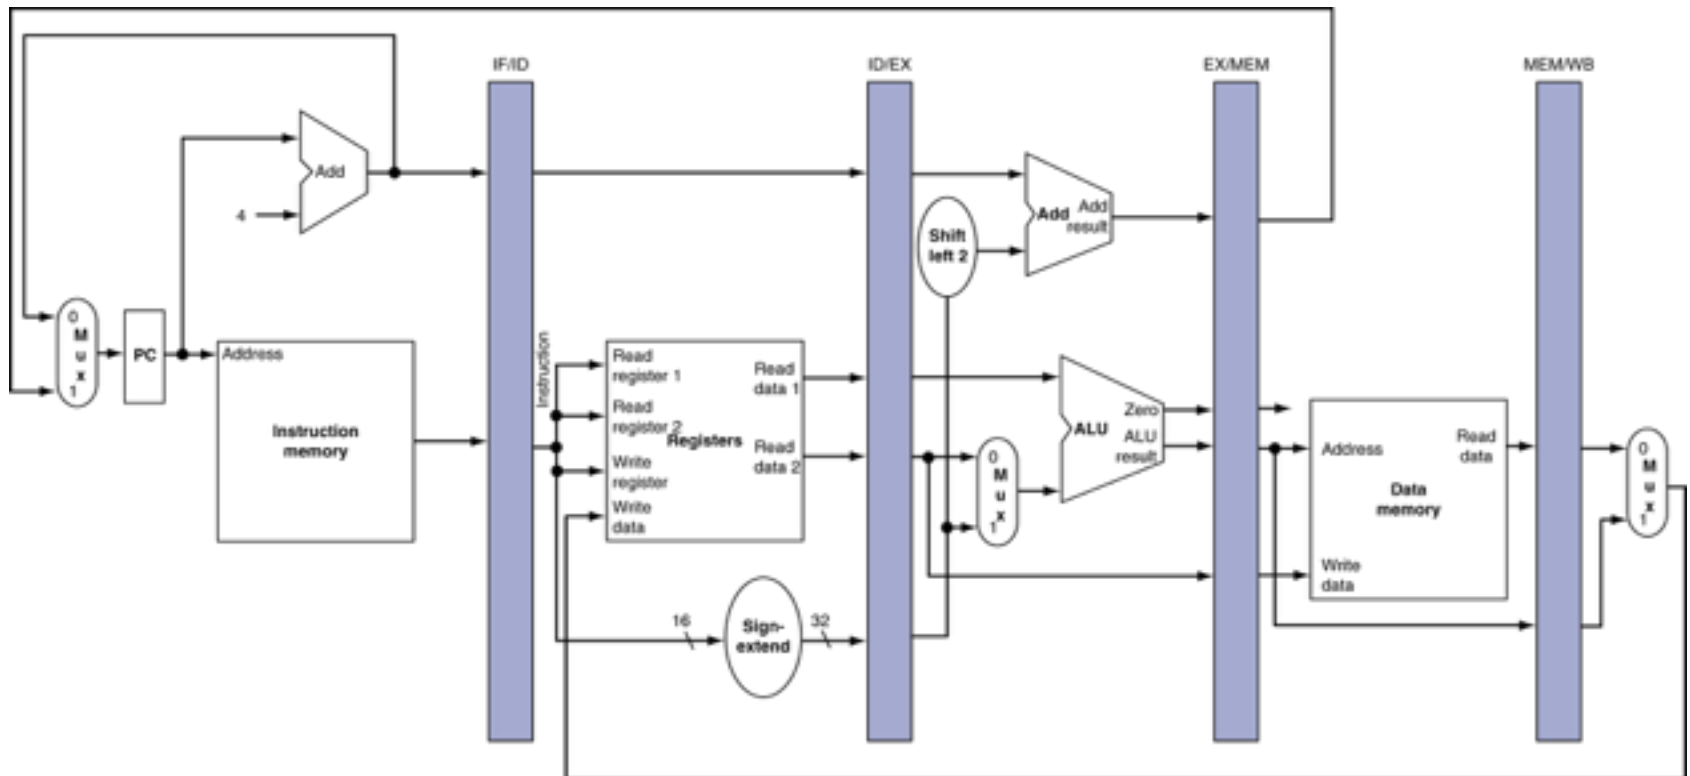 IF/ID
ID/EX
EX/MEM
MEM/WB
Add
4
Shift
left 2
Add
Add
result
0
M
u
x
1
PC
Address
Instruction
memory
Instruction
Read
register 1
Read
register 2
Write
register
Write
data
Registers
Read
data 1
Read
data 2
16
Sign-
extend
32
0
M
u
x
1
Zero
ALU
ALU
result
Address
Read
data
Data
memory
Write
data
0
M
u
x
1